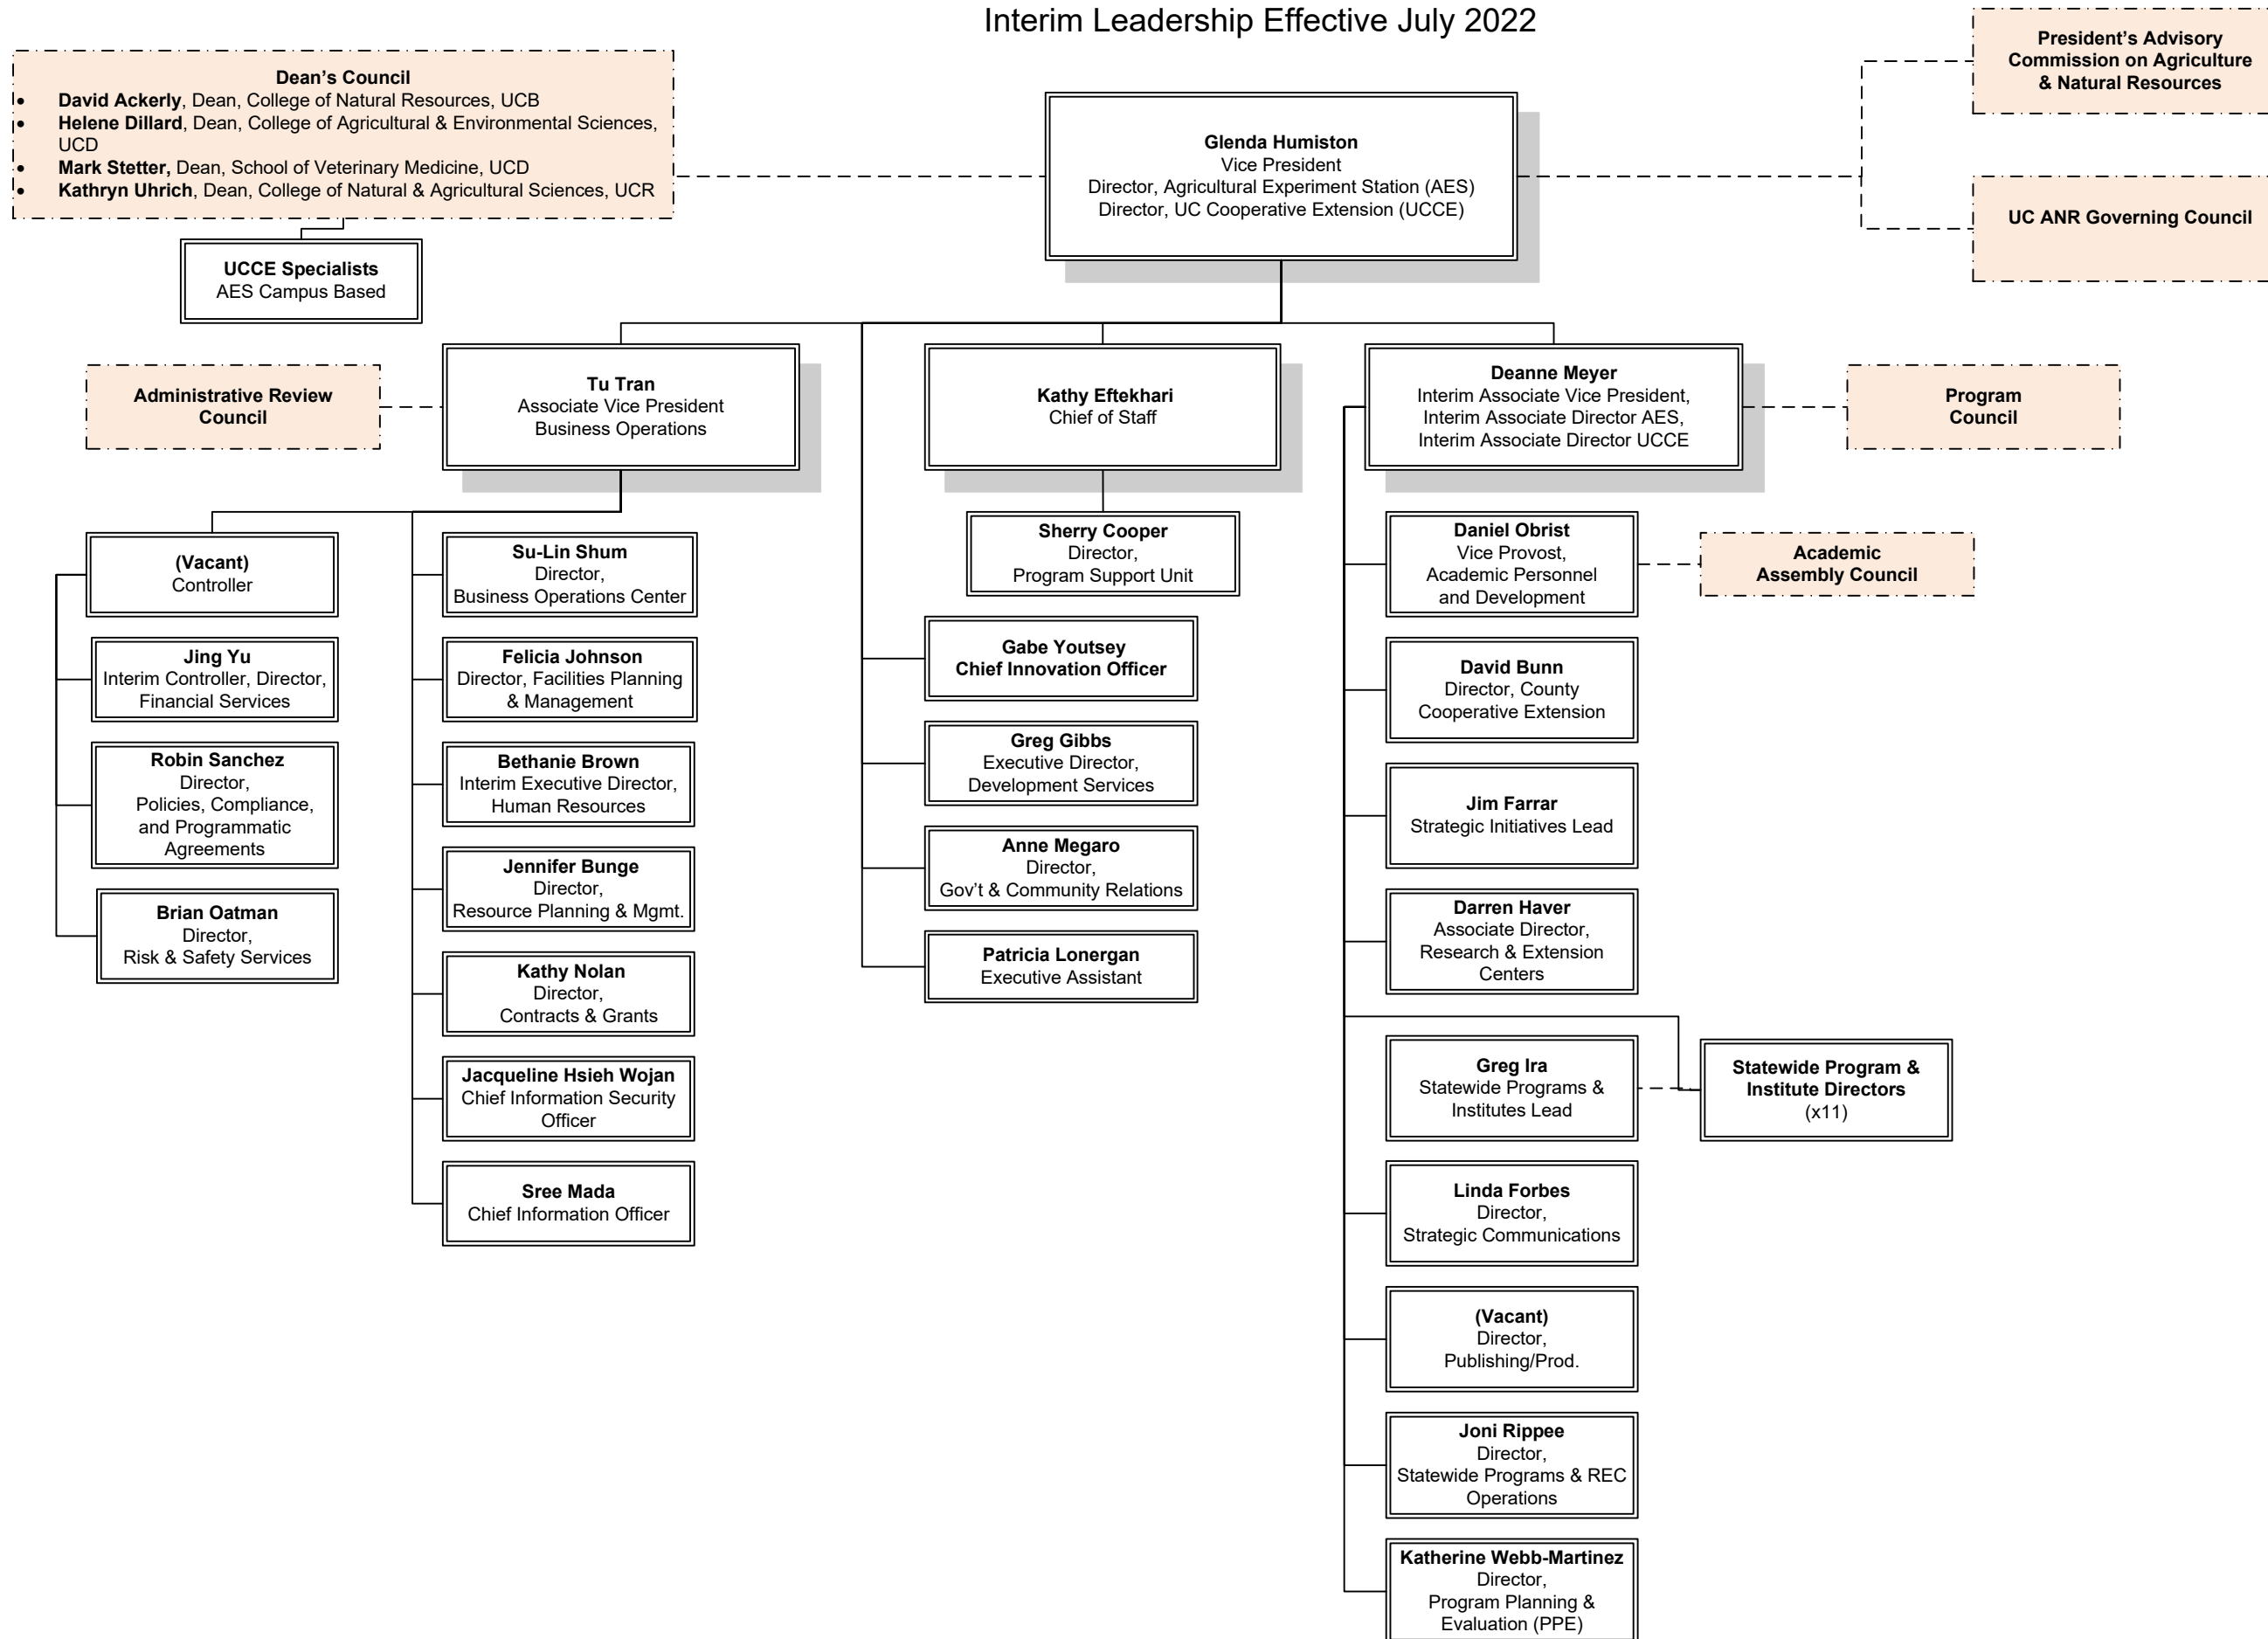 Interim Leadership Effective July 2022
President’s Advisory
Commission on Agriculture
& Natural Resources
Dean’s Council
• David Ackerly, Dean, College of Natural Resources, UCB
• Helene Dillard, Dean, College of Agricultural & Environmental Sciences,
UCD
• Mark Stetter, Dean, School of Veterinary Medicine, UCD
• Kathryn Uhrich, Dean, College of Natural & Agricultural Sciences, UCR
Glenda Humiston
Vice President
Director, Agricultural Experiment Station (AES)
Director, UC Cooperative Extension (UCCE)
UC ANR Governing Council
UCCE Specialists
AES Campus Based
Administrative Review
Council
Tu Tran
Associate Vice President
Business Operations
Kathy Eftekhari
Chief of Staff
Deanne Meyer
Interim Associate Vice President,
Interim Associate Director AES,
Interim Associate Director UCCE
Program
Council
(Vacant)
Controller
Jing Yu
Interim Controller, Director,
Financial Services
Robin Sanchez
Director,
Policies, Compliance,
and Programmatic
Agreements
Brian Oatman
Director,
Risk & Safety Services
Su-Lin Shum
Director,
Business Operations Center
Felicia Johnson
Director, Facilities Planning
& Management
Bethanie Brown
Interim Executive Director,
Human Resources
Jennifer Bunge
Director,
Resource Planning & Mgmt.
Kathy Nolan
Director,
Contracts & Grants
Jacqueline Hsieh Wojan
Chief Information Security
Officer
Sree Mada
Chief Information Officer
Sherry Cooper
Director,
Program Support Unit
Gabe Youtsey
Chief Innovation Officer
Greg Gibbs
Executive Director,
Development Services
Anne Megaro
Director,
Gov’t & Community Relations
Patricia Lonergan
Executive Assistant
Daniel Obrist
Vice Provost,
Academic Personnel
and Development
Academic
Assembly Council
David Bunn
Director, County
Cooperative Extension
Jim Farrar
Strategic Initiatives Lead
Darren Haver
Associate Director,
Research & Extension
Centers
Greg Ira
Statewide Programs &
Institutes Lead
Statewide Program &
Institute Directors
(x11)
Linda Forbes
Director,
Strategic Communications
(Vacant)
Director,
Publishing/Prod.
Joni Rippee
Director,
Statewide Programs & REC
Operations
Katherine Webb-Martinez
Director,
Program Planning &
Evaluation (PPE)